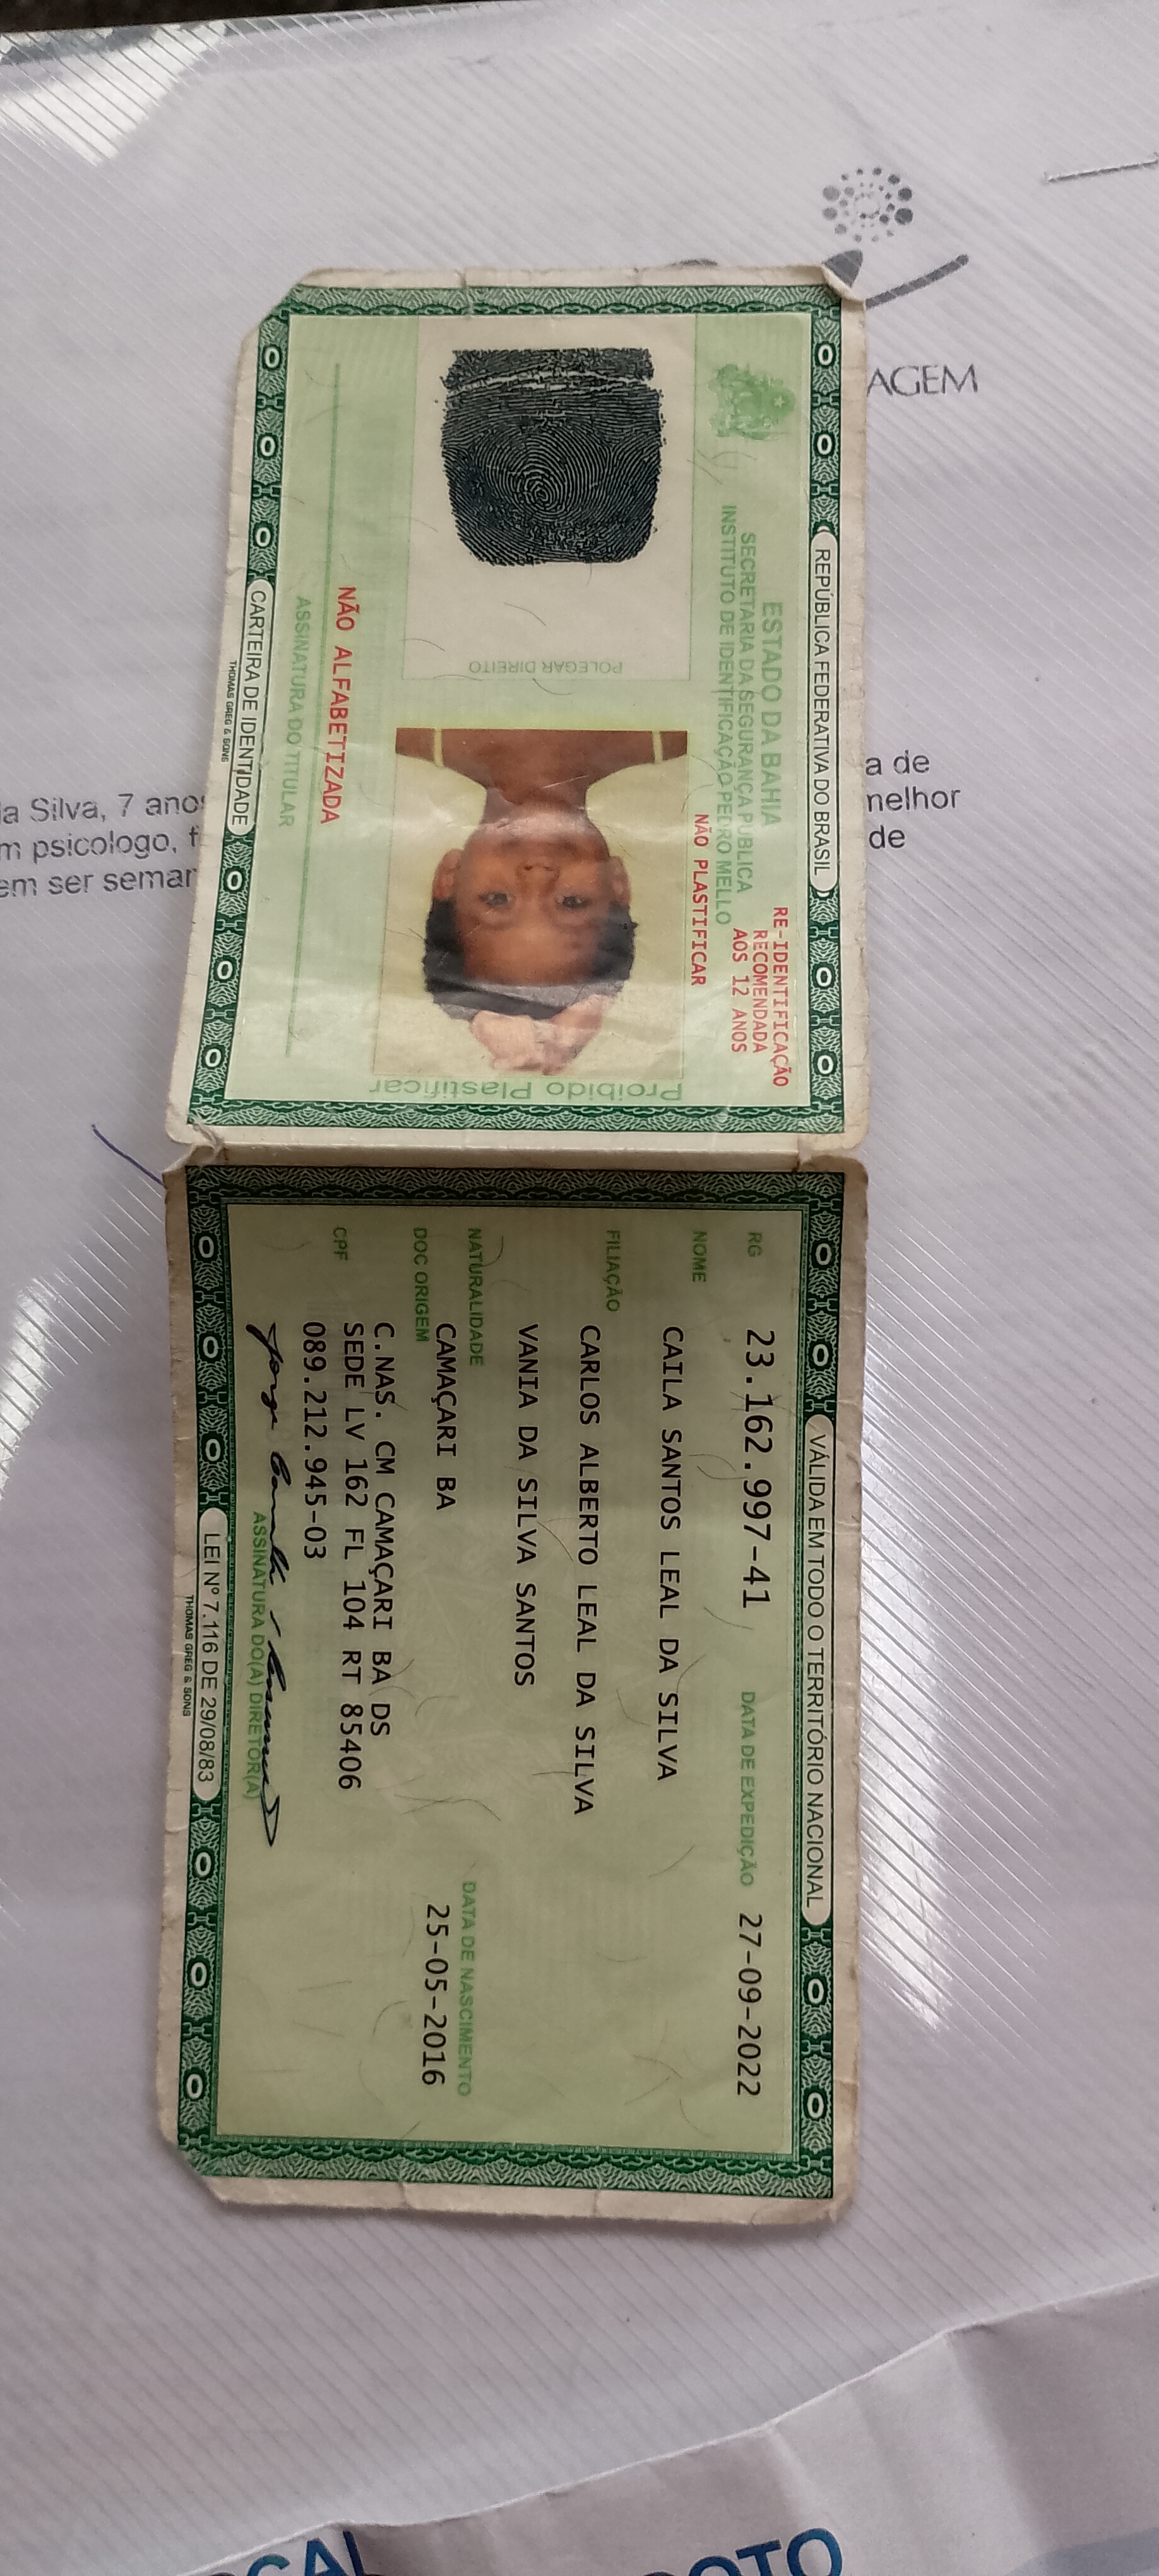 REPÚBLICA FEDERATIVA DO BRASIL
ESTADO DA BAHIA
SECRETARIA DA SEGURANÇA PUBLICA
INSTITUTO DE IDENTIFICAÇÃO PEDRO MELLO
RE-IDENTIFICAÇÃO
RECOMENDADA
AOS 12 ANOS
NÃO PLASTIFICAR
POLEGAR DIREITO
Proibido Plastificar
NÃO ALFABETIZADA
ASSINATURA DO TITULAR
CARTEIRA DE IDENTIDADE
THOMAS GREG & SONS
VÁLIDA EM TODO O TERRITÓRIO NACIONAL
RG 23.162.997-41 DATA DE EXPEDIÇÃO 27-09-2022
NOME CAILA SANTOS LEAL DA SILVA
FILIAÇÃO CARLOS ALBERTO LEAL DA SILVA
VANIA DA SILVA SANTOS
NATURALIDADE DATA DE NASCIMENTO
CAMAÇARI BA 25-05-2016
DOC ORIGEM
C.NAS. CM CAMAÇARI BA DS
SEDE LV 162 FL 104 RT 85406
CPF 089.212.945-03
ASSINATURA DO(A) DIRETOR(A)
LEI Nº 7.116 DE 29/08/83
THOMAS GREG & SONS
AGEM
a de
Silva, 7
melhor
psicologo,
de
em ser